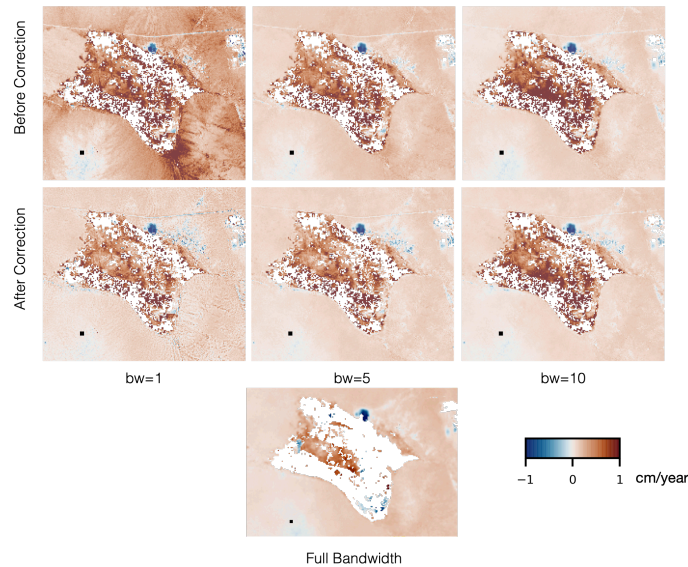 Before Correction
After Correction
bw=1
bw=5
bw=10
−1
0
1
cm/year
Full Bandwidth